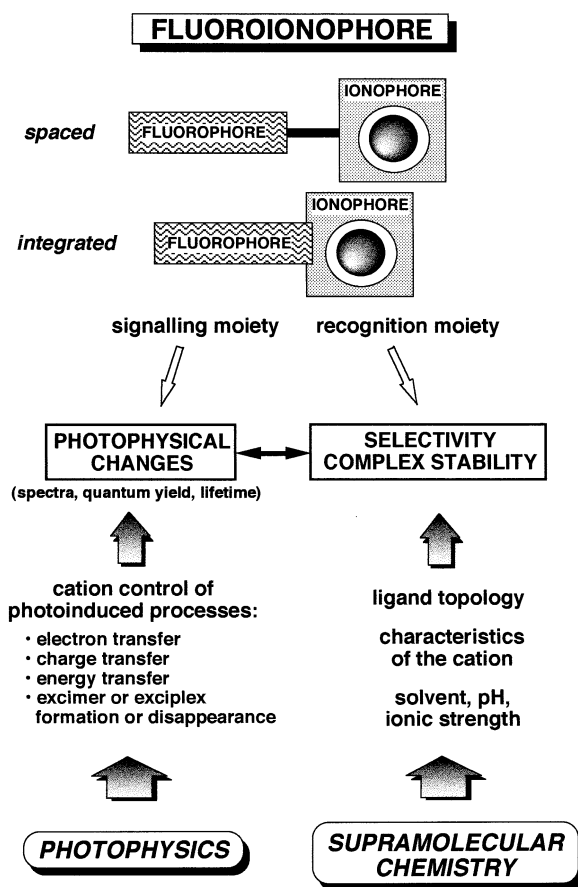 FLUOROIONOPHORE
IONOPHORE
spaced
FLUOROPHORE
IONOPHORE
integrated
FLUOROPHORE
signalling moiety
recognition moiety
PHOTOPHYSICAL
CHANGES
(spectra, quantum yield, lifetime)
SELECTIVITY
COMPLEX STABILITY
cation control of
photoinduced processes:
· electron transfer
· charge transfer
· energy transfer
· excimer or exciplex
formation or disappearance
ligand topology
characteristics
of the cation
solvent, pH,
ionic strength
PHOTOPHYSICS
SUPRAMOLECULAR
CHEMISTRY